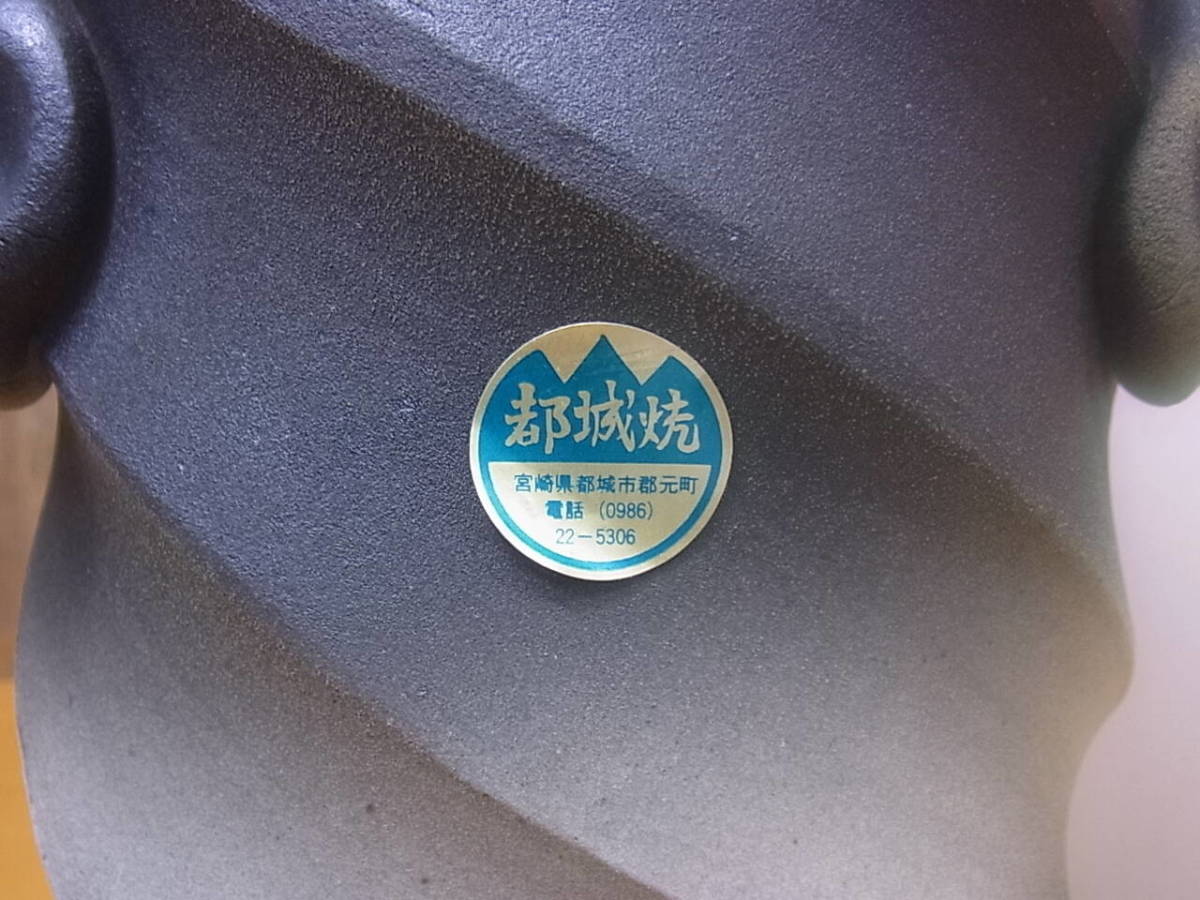 都城焼
宮崎県都城市郡元町
電話 (0986)
22-5306